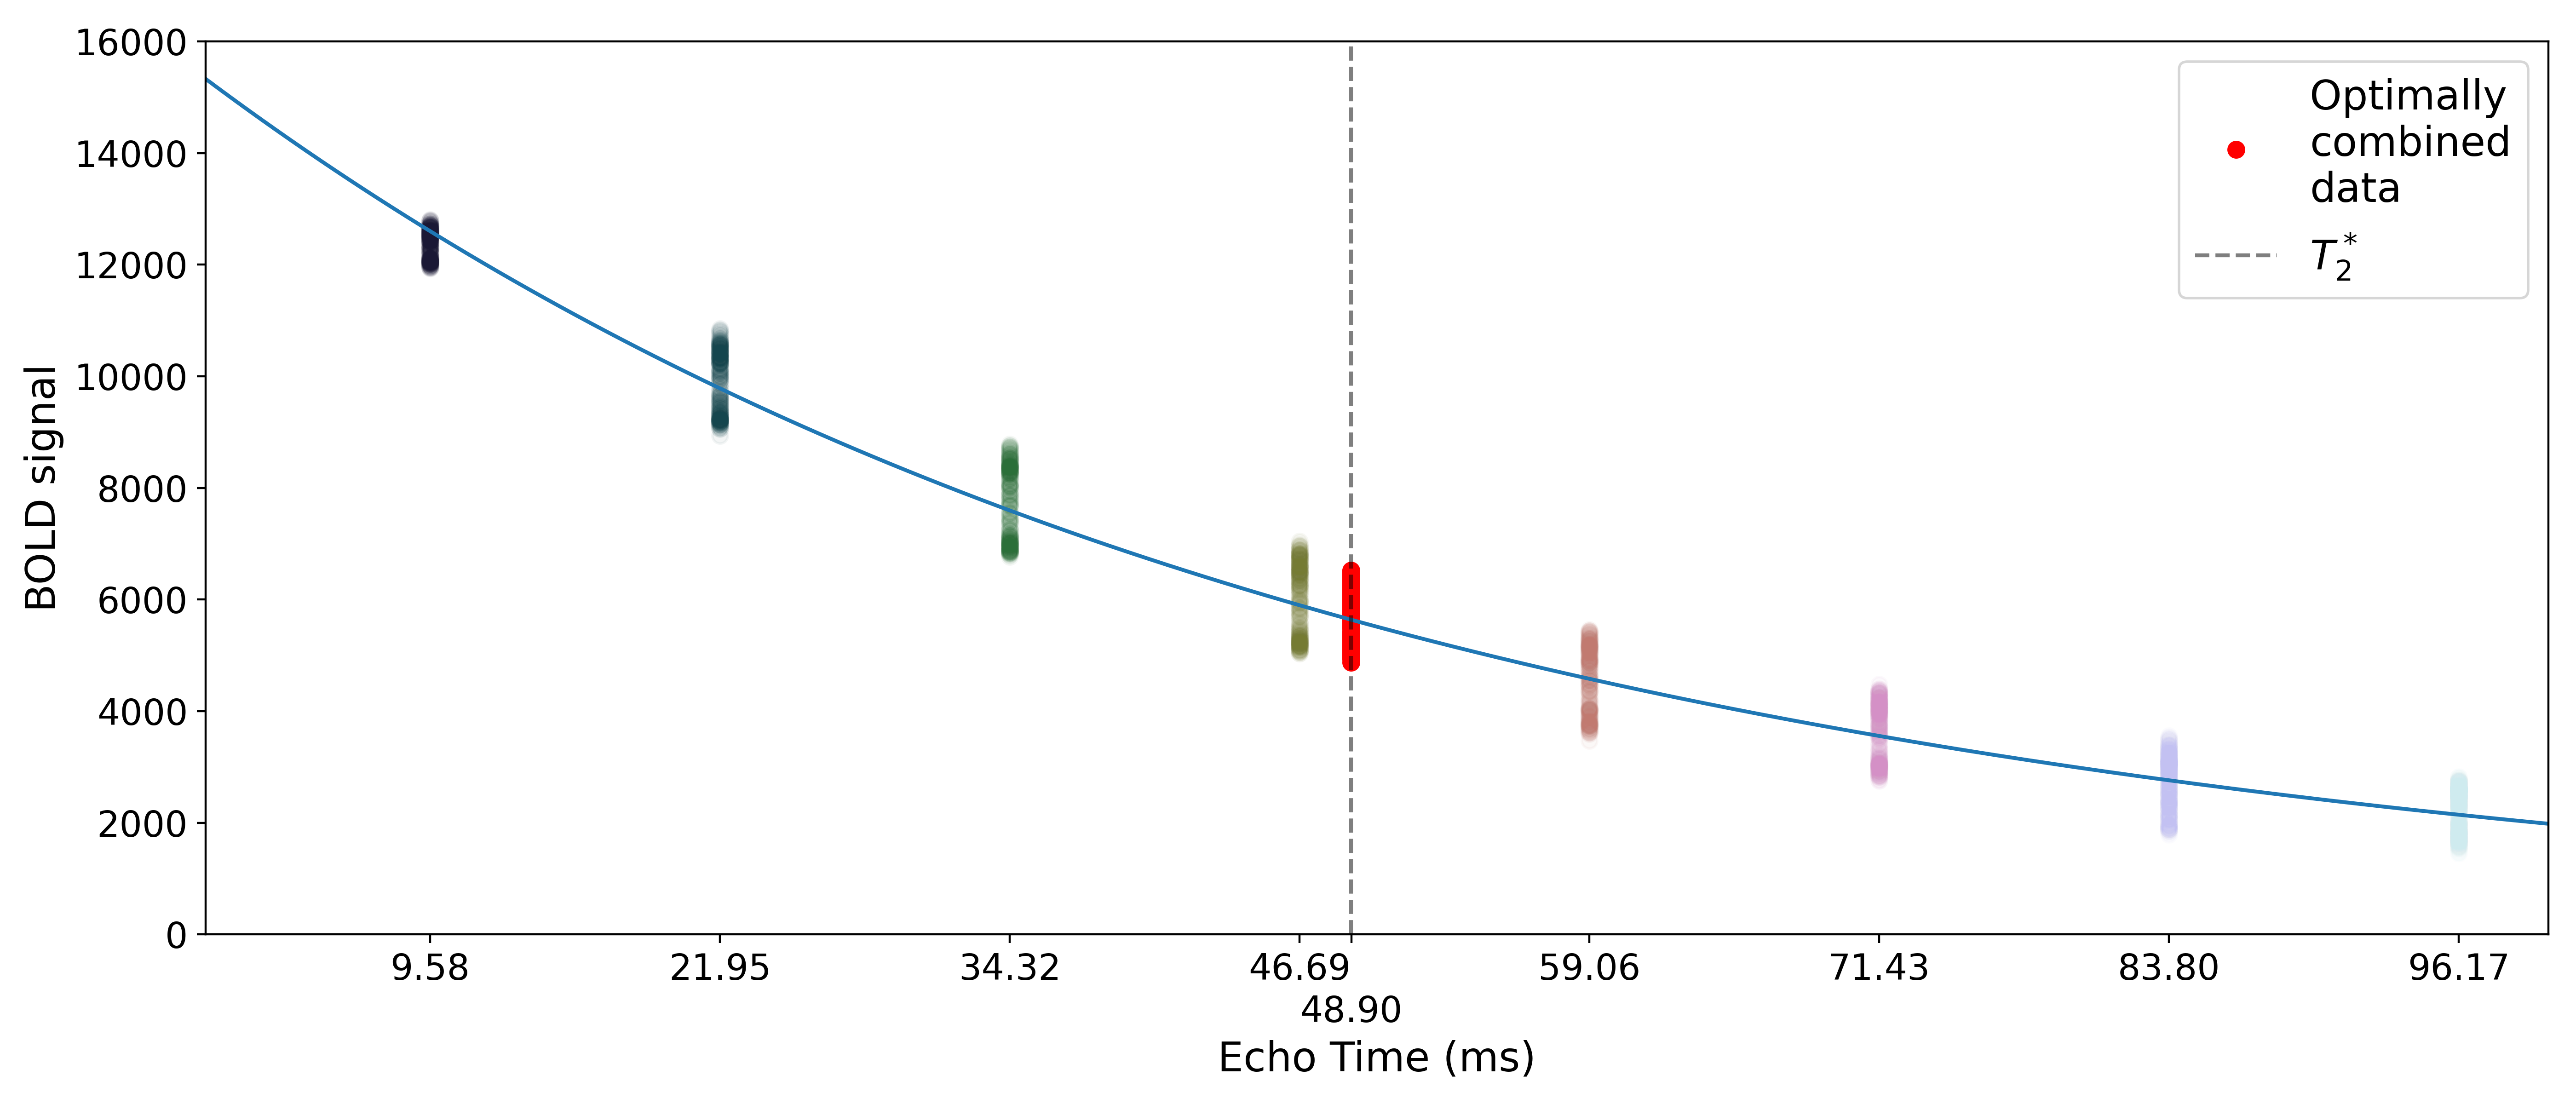 16000
14000
12000
10000
8000
6000
4000
2000
0
BOLD signal
Optimally
combined
data
T₂*
9.58 21.95 34.32 46.69 59.06 71.43 83.80 96.17
48.90
Echo Time (ms)